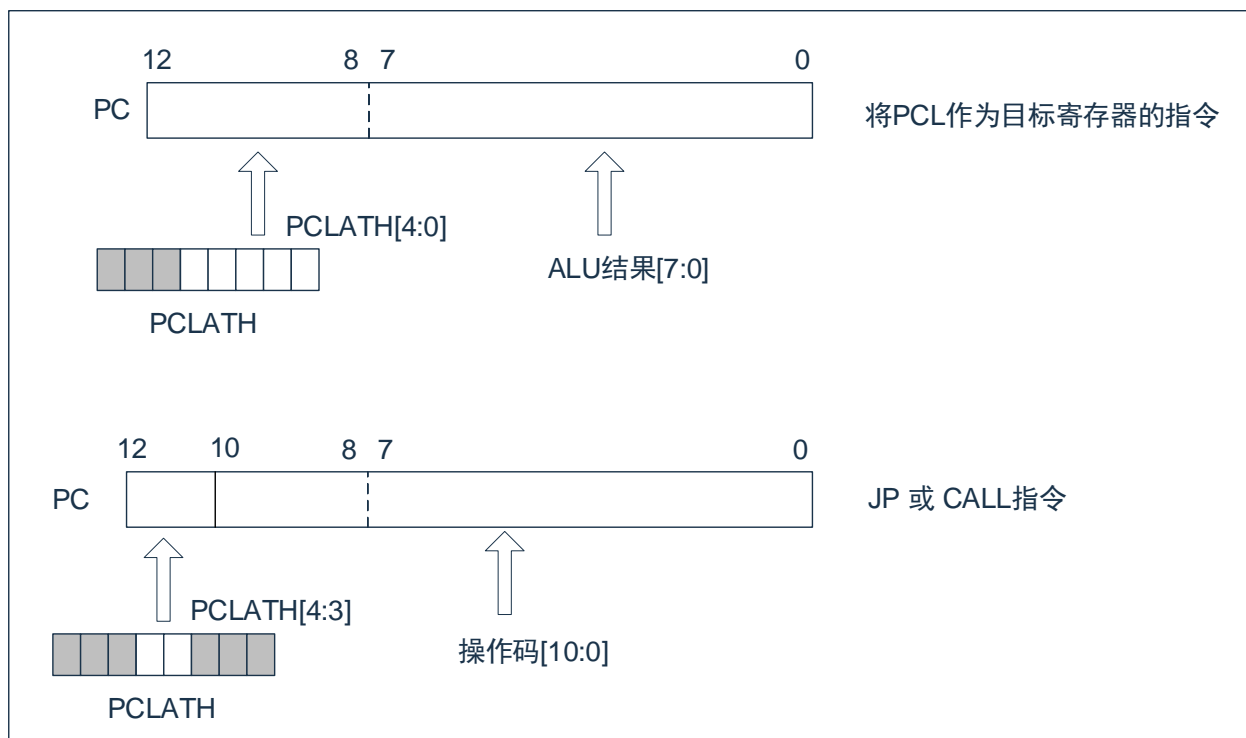 12 8 7 0
PC 将PCL作为目标寄存器的指令
PCLATH[4:0]
ALU结果[7:0]
PCLATH
12 10 8 7 0
PC JP 或 CALL指令
PCLATH[4:3]
操作码[10:0]
PCLATH